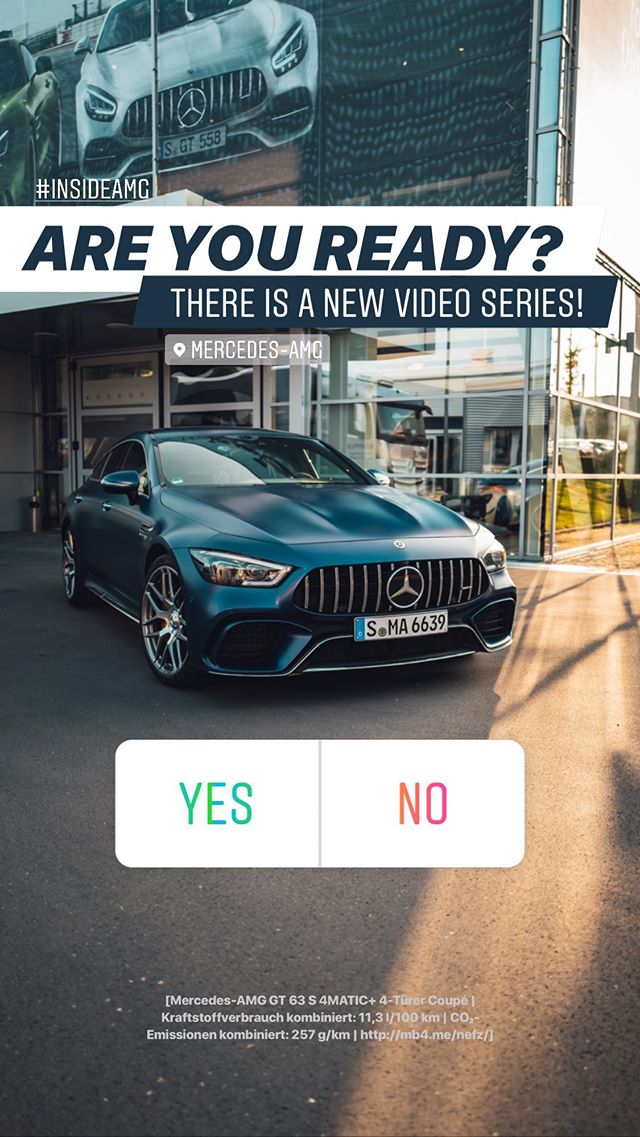 S·GT 558
#INSIDEAMG
ARE YOU READY?
THERE IS A NEW VIDEO SERIES!
MERCEDES-AMG
S MA 6639
YES
NO
[Mercedes-AMG GT 63 S 4MATIC+ 4-Türer Coupé |
Kraftstoffverbrauch kombiniert: 11,3 l/100 km | CO₂-
Emissionen kombiniert: 257 g/km | http://mb4.me/nefz/]